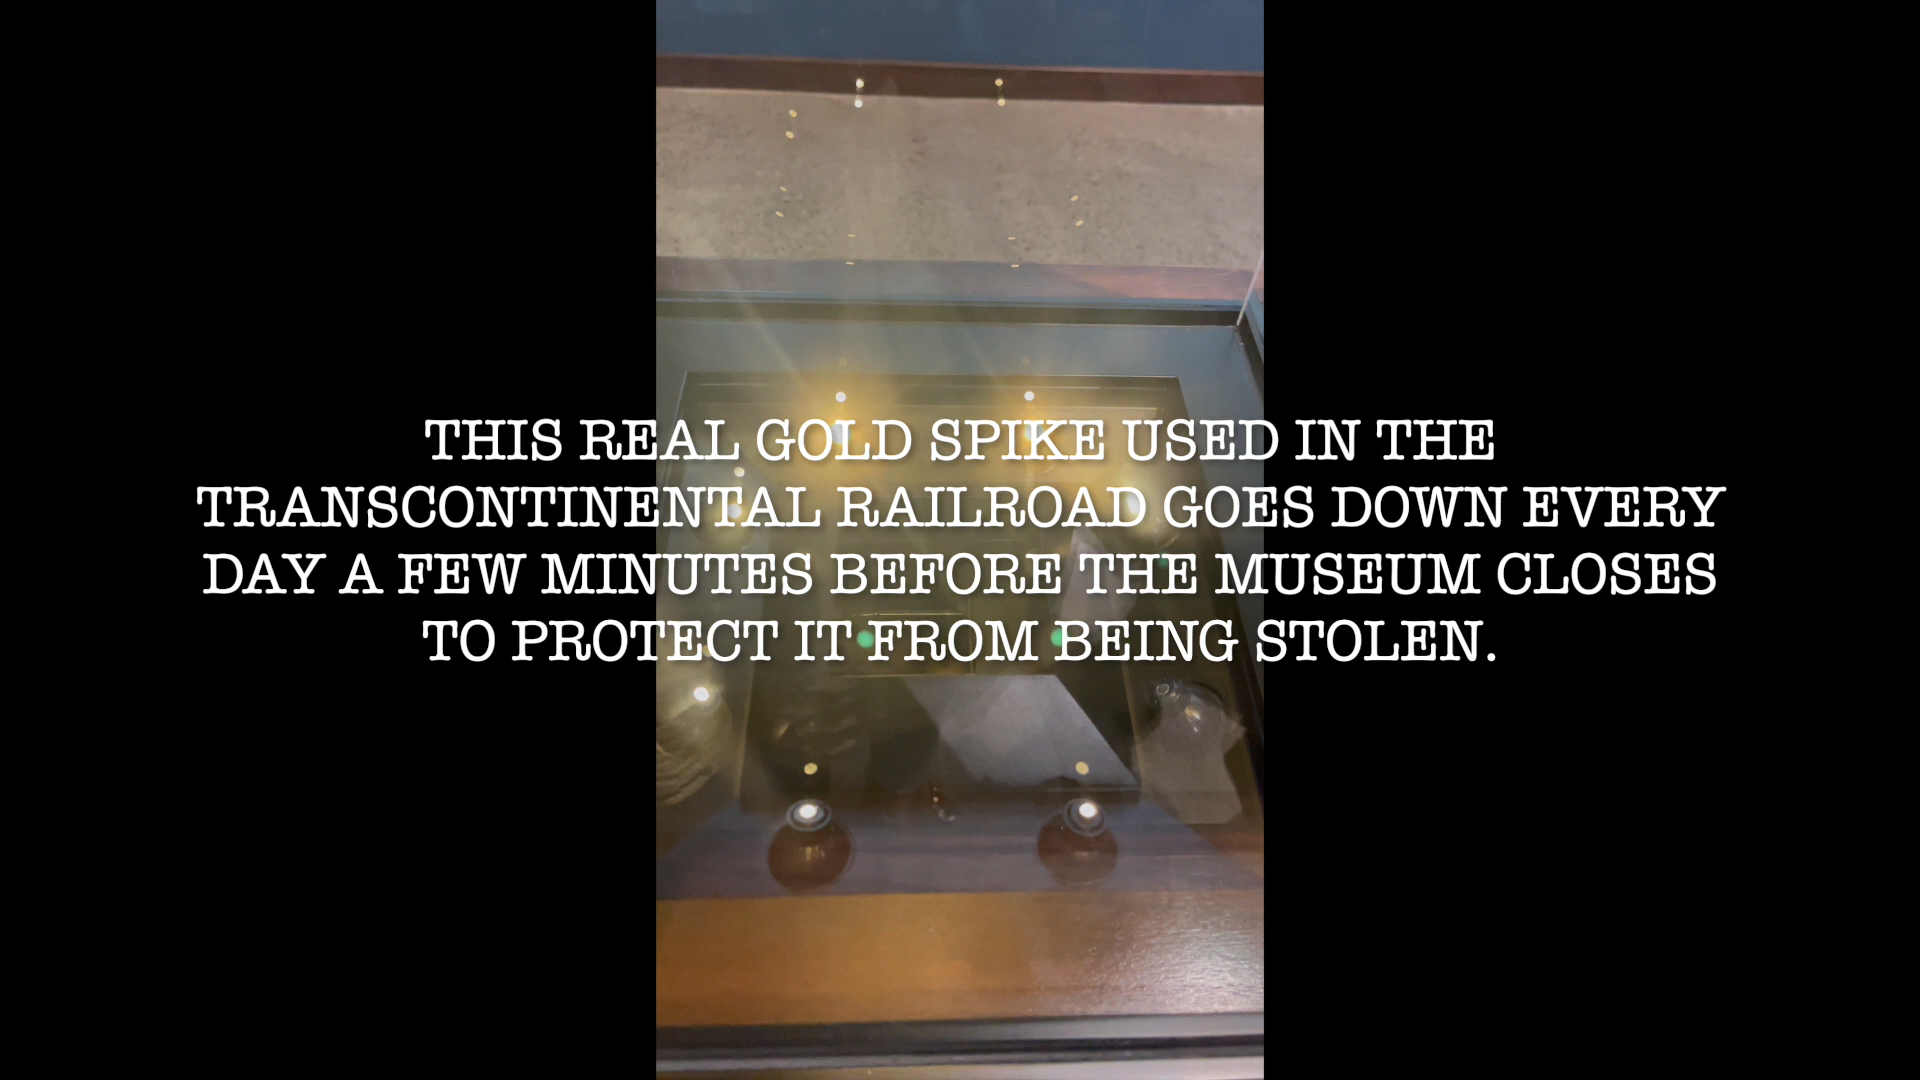 THIS REAL GOLD SPIKE USED IN THE
TRANSCONTINENTAL RAILROAD GOES DOWN EVERY
DAY A FEW MINUTES BEFORE THE MUSEUM CLOSES
TO PROTECT IT FROM BEING STOLEN.